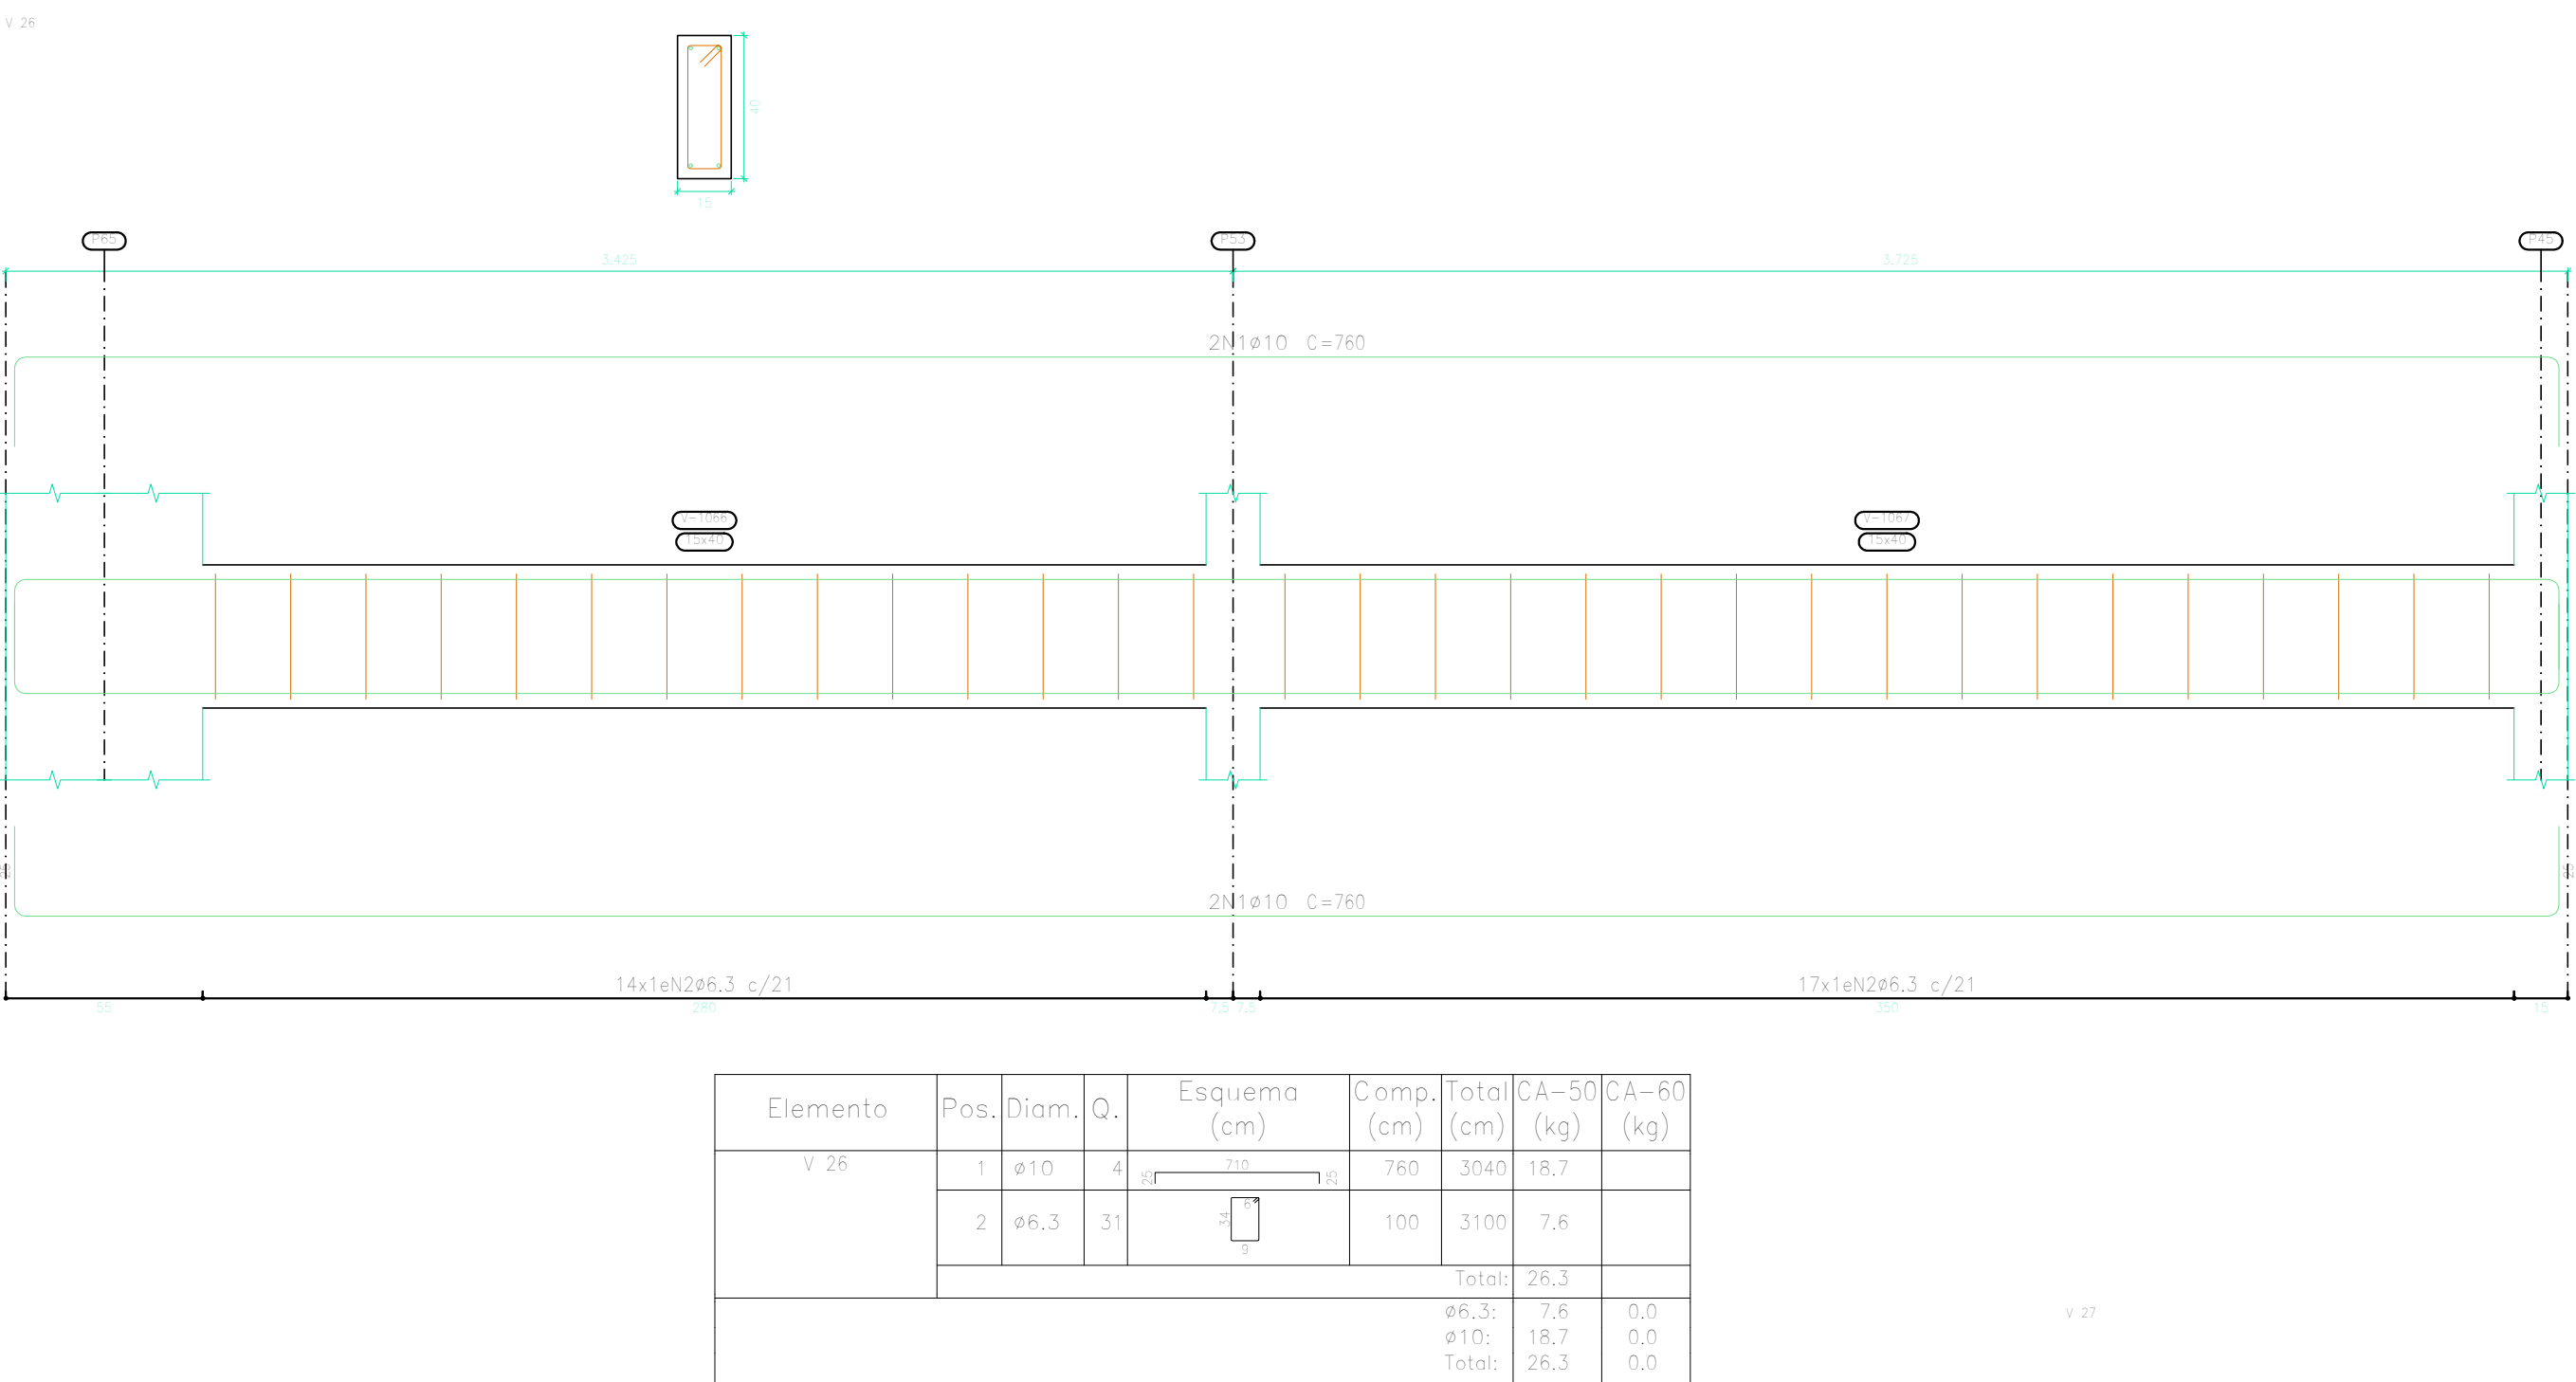 V 26
40
15
P65
P53
P45
3.425
3.725
2N1ø10 C=760
V-1066
15x40
V-1067
15x40
25
25
2N1ø10 C=760
14x1eN2ø6.3 c/21
17x1eN2ø6.3 c/21
55
280
7.5
7.5
350
15
Elemento Pos. Diam. Q. Esquema (cm) Comp. (cm) Total (cm) CA-50 (kg) CA-60 (kg)
V 26 1 ø10 4 25 710 25 760 3040 18.7
2 ø6.3 31 34 6 9 100 3100 7.6
Total: 26.3
ø6.3: 7.6 0.0
ø10: 18.7 0.0
Total: 26.3 0.0
V 27